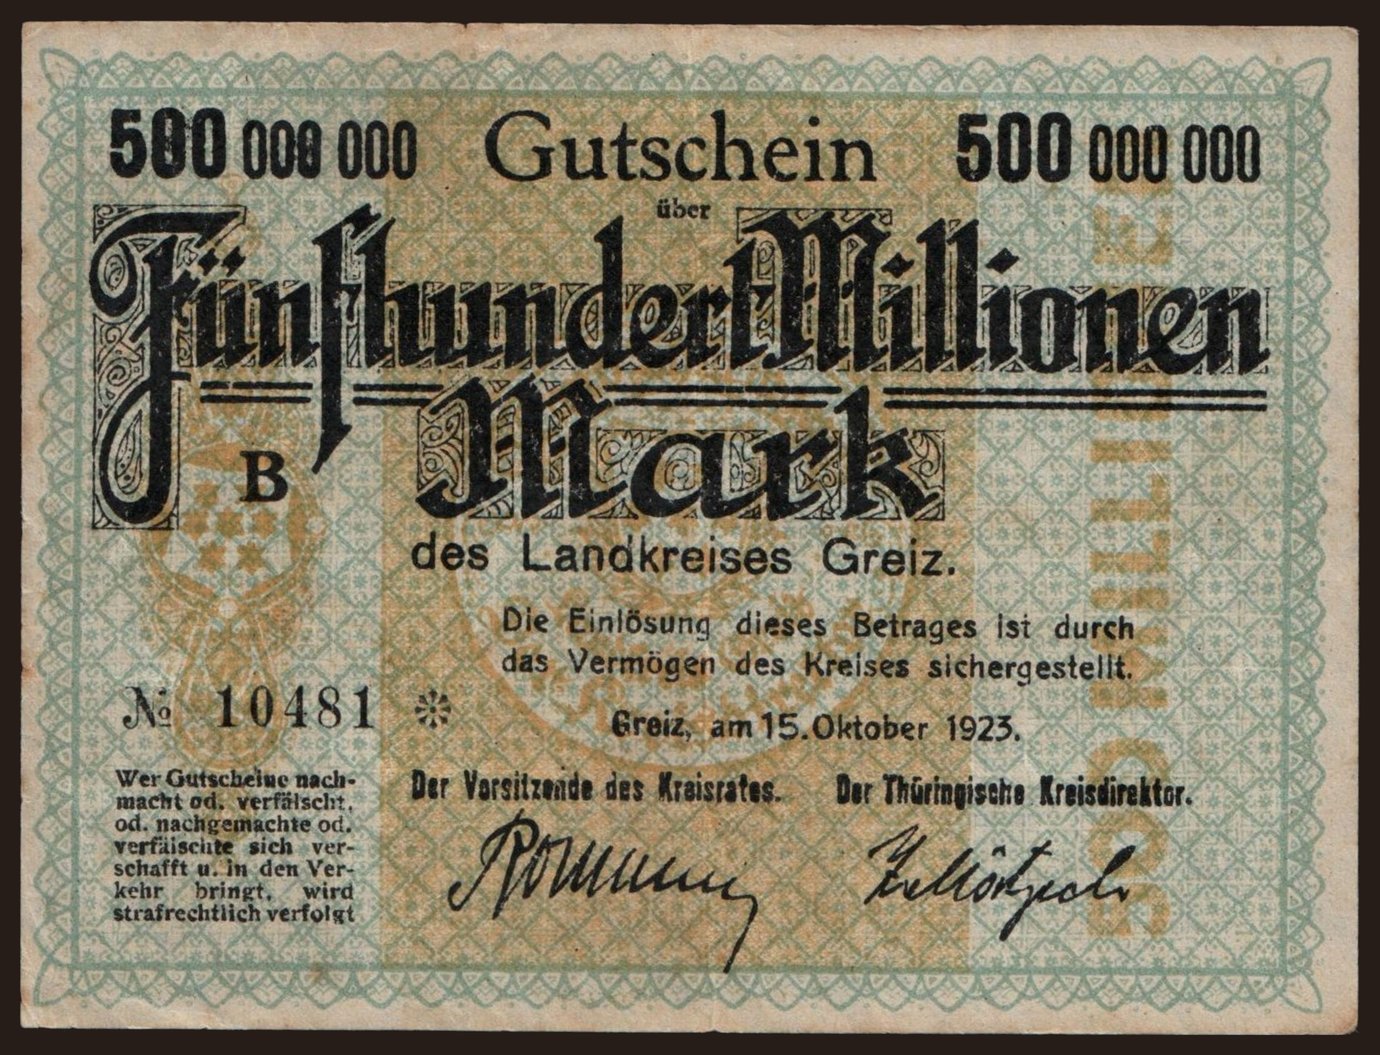 500 000 000 Gutschein 500 000 000
über
Fünfhundert Millionen
Mark
B
des Landkreises Greiz.
Die Einlösung dieses Betrages ist durch
das Vermögen des Kreises sichergestellt.
№ 10481
Greiz, am 15. Oktober 1923.
Wer Gutscheine nach-
macht od. verfälscht,
od. nachgemachte od.
verfälschte sich ver-
schafft u. in den Ver-
kehr bringt, wird
strafrechtlich verfolgt
Der Vorsitzende des Kreisrates.
Der Thüringische Kreisdirektor.